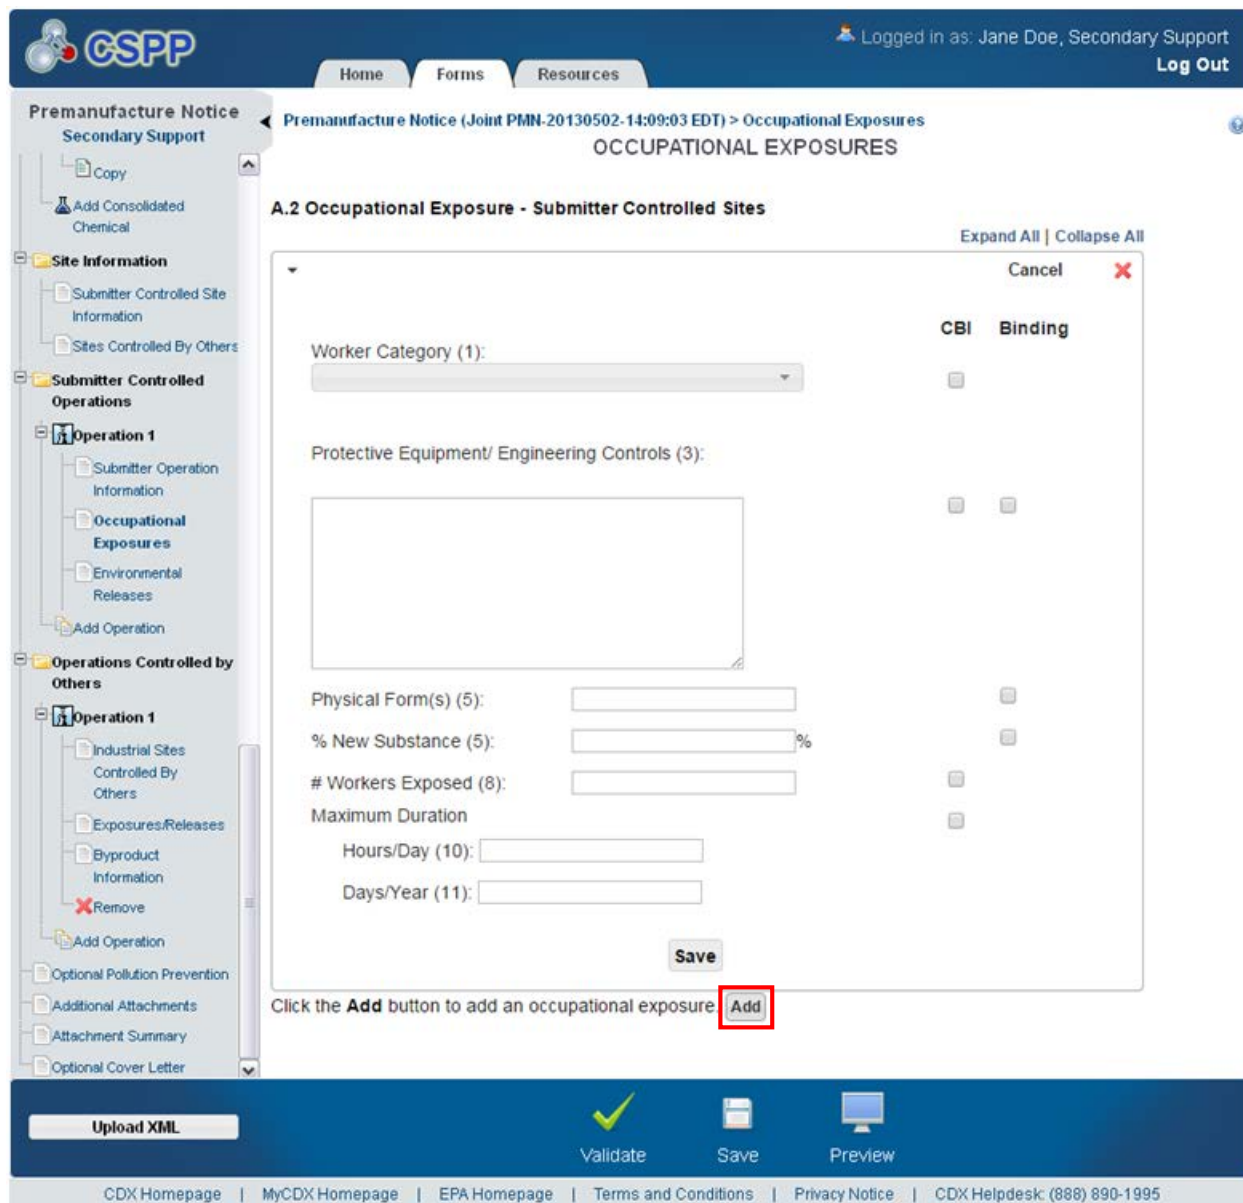 CSPP
Logged in as: Jane Doe, Secondary Support
Log Out
Home Forms Resources
Premanufacture Notice
Secondary Support
Copy
Add Consolidated
Chemical
Site Information
Submitter Controlled Site
Information
Sites Controlled By Others
Submitter Controlled
Operations
Operation 1
Submitter Operation
Information
Occupational
Exposures
Environmental
Releases
Add Operation
Operations Controlled by
Others
Operation 1
Industrial Sites
Controlled By
Others
Exposures/Releases
Byproduct
Information
Remove
Add Operation
Optional Pollution Prevention
Additional Attachments
Attachment Summary
Optional Cover Letter
Premanufacture Notice (Joint PMN-20130502-14:09:03 EDT) > Occupational Exposures
OCCUPATIONAL EXPOSURES
A.2 Occupational Exposure - Submitter Controlled Sites
Expand All | Collapse All
Cancel
CBI Binding
Worker Category (1):
Protective Equipment/ Engineering Controls (3):
Physical Form(s) (5):
% New Substance (5): %
# Workers Exposed (8):
Maximum Duration
Hours/Day (10):
Days/Year (11):
Save
Click the Add button to add an occupational exposure. Add
Upload XML
Validate Save Preview
CDX Homepage | MyCDX Homepage | EPA Homepage | Terms and Conditions | Privacy Notice | CDX Helpdesk: (888) 890-1995